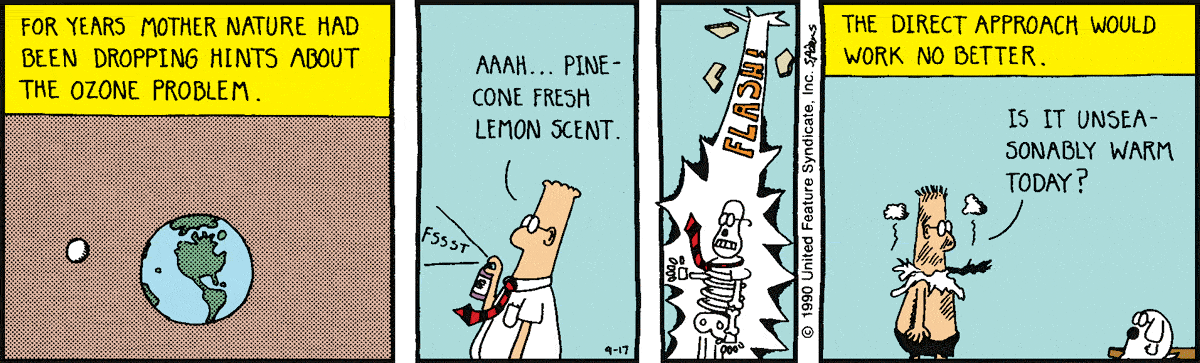 FOR YEARS MOTHER NATURE HAD
BEEN DROPPING HINTS ABOUT
THE OZONE PROBLEM.
AAAH... PINE-
CONE FRESH
LEMON SCENT.
FSSST
9-17
FLASH!
© 1990 United Feature Syndicate, Inc.
THE DIRECT APPROACH WOULD
WORK NO BETTER.
IS IT UNSEA-
SONABLY WARM
TODAY?